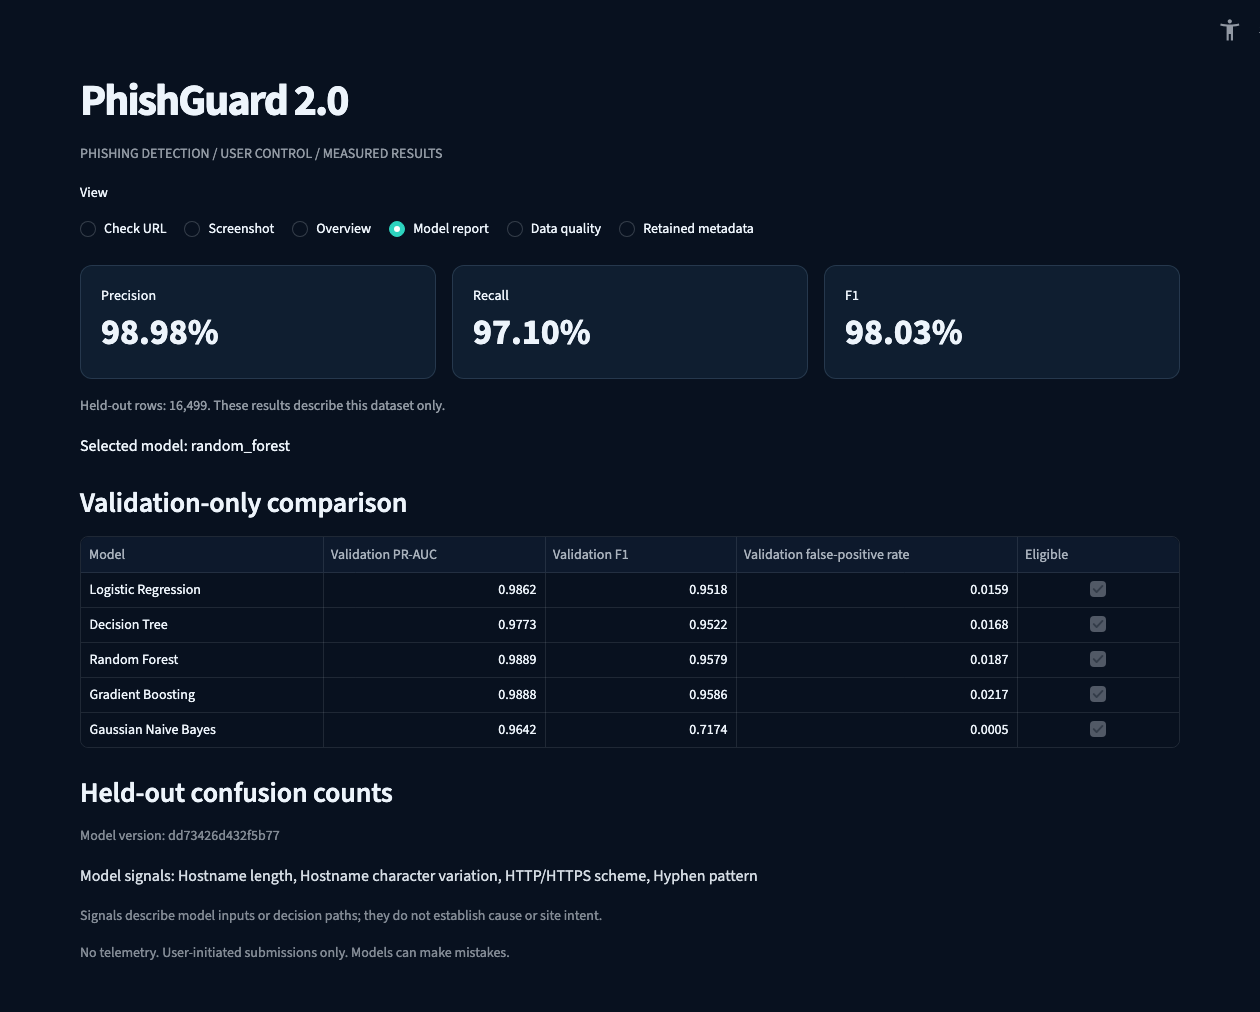 PhishGuard 2.0
PHISHING DETECTION / USER CONTROL / MEASURED RESULTS
View
Check URL Screenshot Overview Model report Data quality Retained metadata
Precision Recall F1
98.98% 97.10% 98.03%
Held-out rows: 16,499. These results describe this dataset only.
Selected model: random_forest
Validation-only comparison
Model Validation PR-AUC Validation F1 Validation false-positive rate Eligible
Logistic Regression 0.9862 0.9518 0.0159
Decision Tree 0.9773 0.9522 0.0168
Random Forest 0.9889 0.9579 0.0187
Gradient Boosting 0.9888 0.9586 0.0217
Gaussian Naive Bayes 0.9642 0.7174 0.0005
Held-out confusion counts
Model version: dd73426d432f5b77
Model signals: Hostname length, Hostname character variation, HTTP/HTTPS scheme, Hyphen pattern
Signals describe model inputs or decision paths; they do not establish cause or site intent.
No telemetry. User-initiated submissions only. Models can make mistakes.